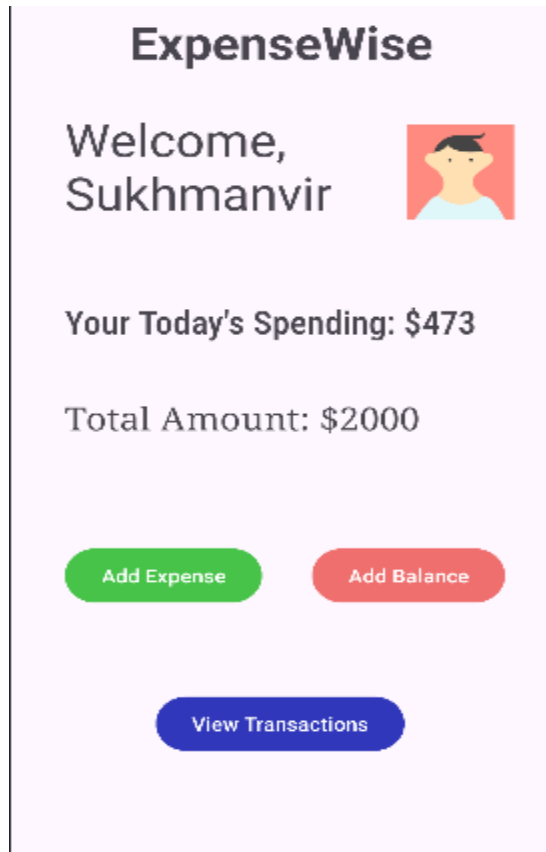 ExpenseWise
Welcome,
Sukhmanvir
Your Today's Spending: $473
Total Amount: $2000
Add Expense
Add Balance
View Transactions